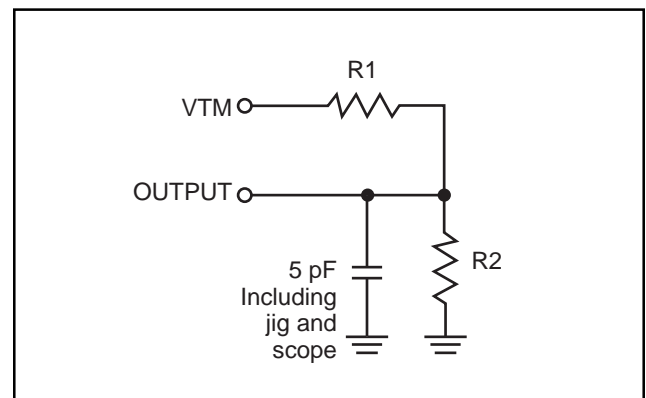 R1
VTM
OUTPUT
R2
5 pF
Including
jig and
scope